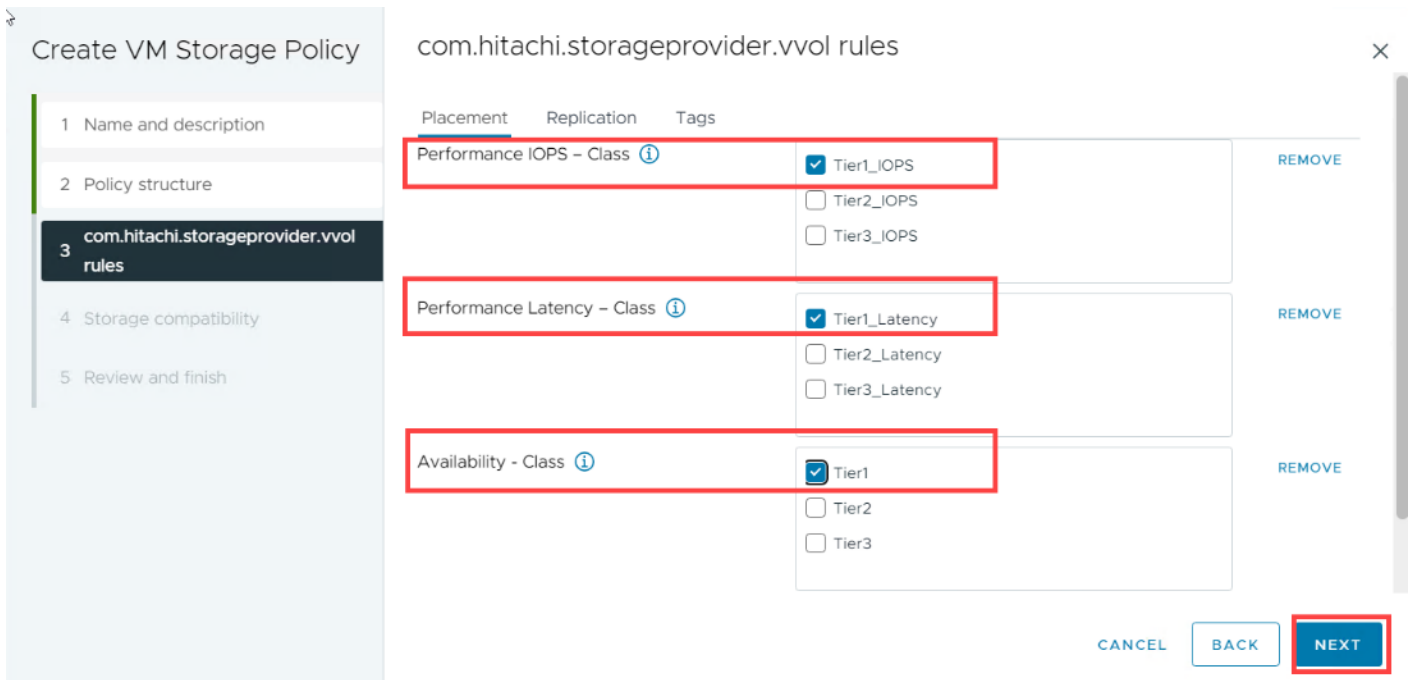 Create VM Storage Policy
1 Name and description
2 Policy structure
3 com.hitachi.storageprovider.vvol
rules
4 Storage compatibility
5 Review and finish
com.hitachi.storageprovider.vvol rules
Placement Replication Tags
Performance IOPS – Class
Tier1_IOPS
REMOVE
Tier2_IOPS
Tier3_IOPS
Performance Latency – Class
Tier1_Latency
REMOVE
Tier2_Latency
Tier3_Latency
Availability - Class
Tier1
REMOVE
Tier2
Tier3
CANCEL BACK NEXT